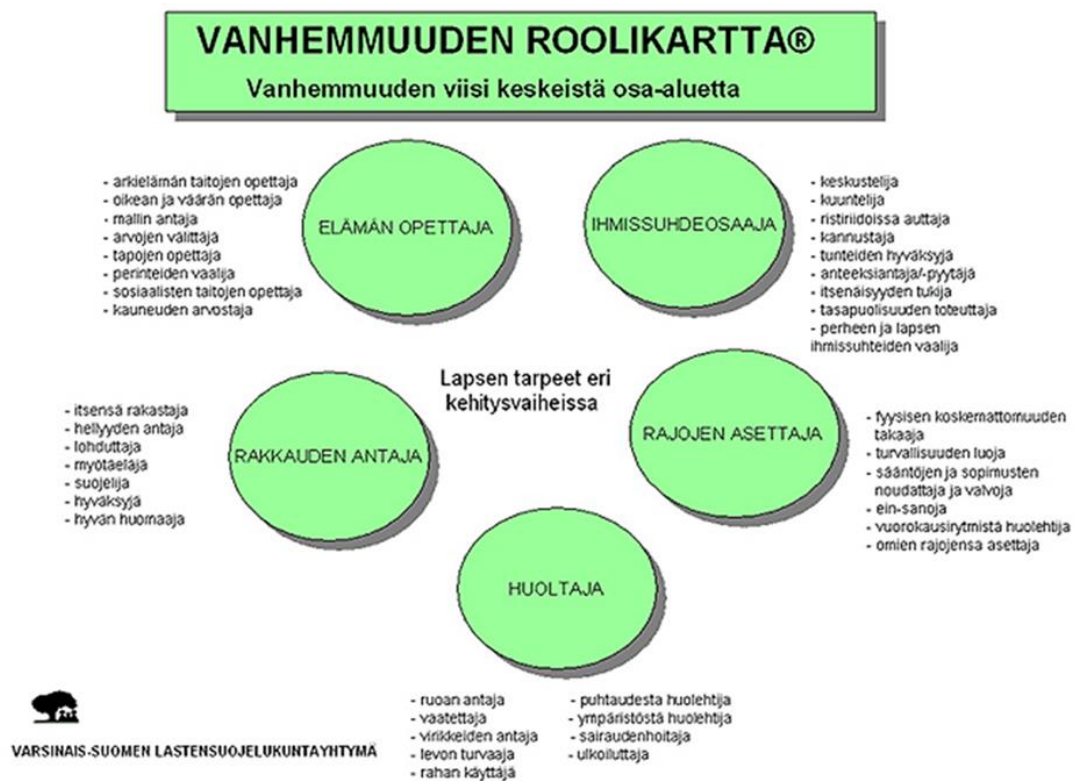 VANHEMMUUDEN ROOLIKARTTA®
Vanhemmuuden viisi keskeistä osa-aluetta
- arkielämän taitojen opettaja
- oikean ja väärän opettaja
- mallin antaja
- arvojen välittäjä
- tapojen opettaja
- perinteiden vaalija
- sosiaalisten taitojen opettaja
- kauneuden arvostaja
ELÄMÄN OPETTAJA
IHMISSUHDEOSAAJA
- keskustelija
- kuuntelija
- ristiriidoissa auttaja
- kannustaja
- tunteiden hyväksyjä
- anteeksiantaja/-pyytäjä
- itsenäisyyden tukija
- tasapuolisuuden toteuttaja
- perheen ja lapsen
ihmissuhteiden vaalija
Lapsen tarpeet eri
kehitysvaiheissa
- itsensä rakastaja
- hellyyden antaja
- lohduttaja
- myötäeläjä
- suojelija
- hyväksyjä
- hyvän huomaaja
RAKKAUDEN ANTAJA
RAJOJEN ASETTAJA
- fyysisen koskemattomuuden
takaaja
- turvallisuuden luoja
- sääntöjen ja sopimusten
noudattaja ja valvoja
- ein-sanoja
- vuorokausirytmistä huolehtija
- omien rajojensa asettaja
HUOLTAJA
- ruoan antaja
- vaatettaja
- virikkeiden antaja
- levon turvaaja
- rahan käyttäjä
- puhtaudesta huolehtija
- ympäristöstä huolehtija
- sairaudenhoitaja
- ulkoiluttaja
VARSINAIS-SUOMEN LASTENSUOJELUKUNTAYHTYMÄ